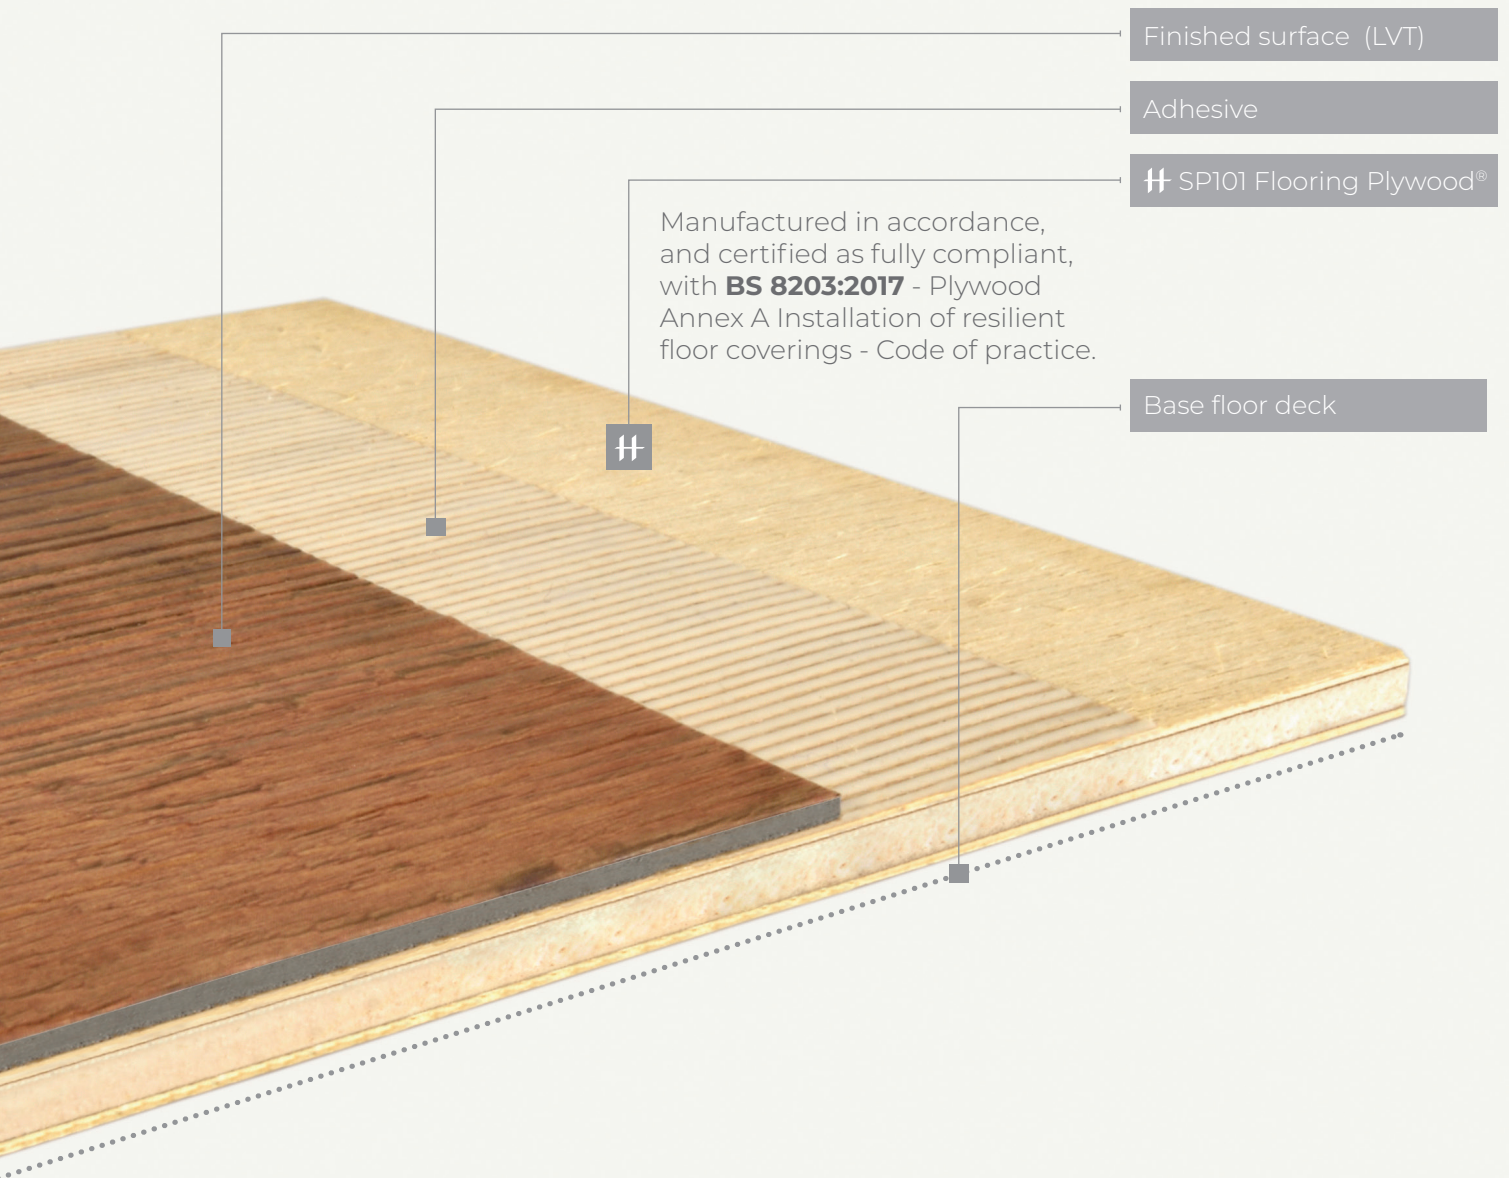 Finished surface (LVT)
Adhesive
SP101 Flooring Plywood®
Manufactured in accordance,
and certified as fully compliant,
with BS 8203:2017 - Plywood
Annex A Installation of resilient
floor coverings - Code of practice.
Base floor deck